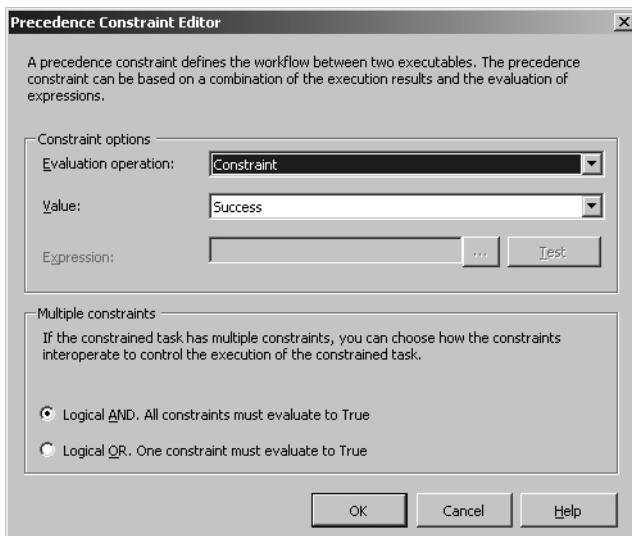 Precedence Constraint Editor
A precedence constraint defines the workflow between two executables. The precedence
constraint can be based on a combination of the execution results and the evaluation of
expressions.
Constraint options
Evaluation operation: Constraint
Value: Success
Expression: ... Test
Multiple constraints
If the constrained task has multiple constraints, you can choose how the constraints
interoperate to control the execution of the constrained task.
Logical AND. All constraints must evaluate to True
Logical OR. One constraint must evaluate to True
OK Cancel Help